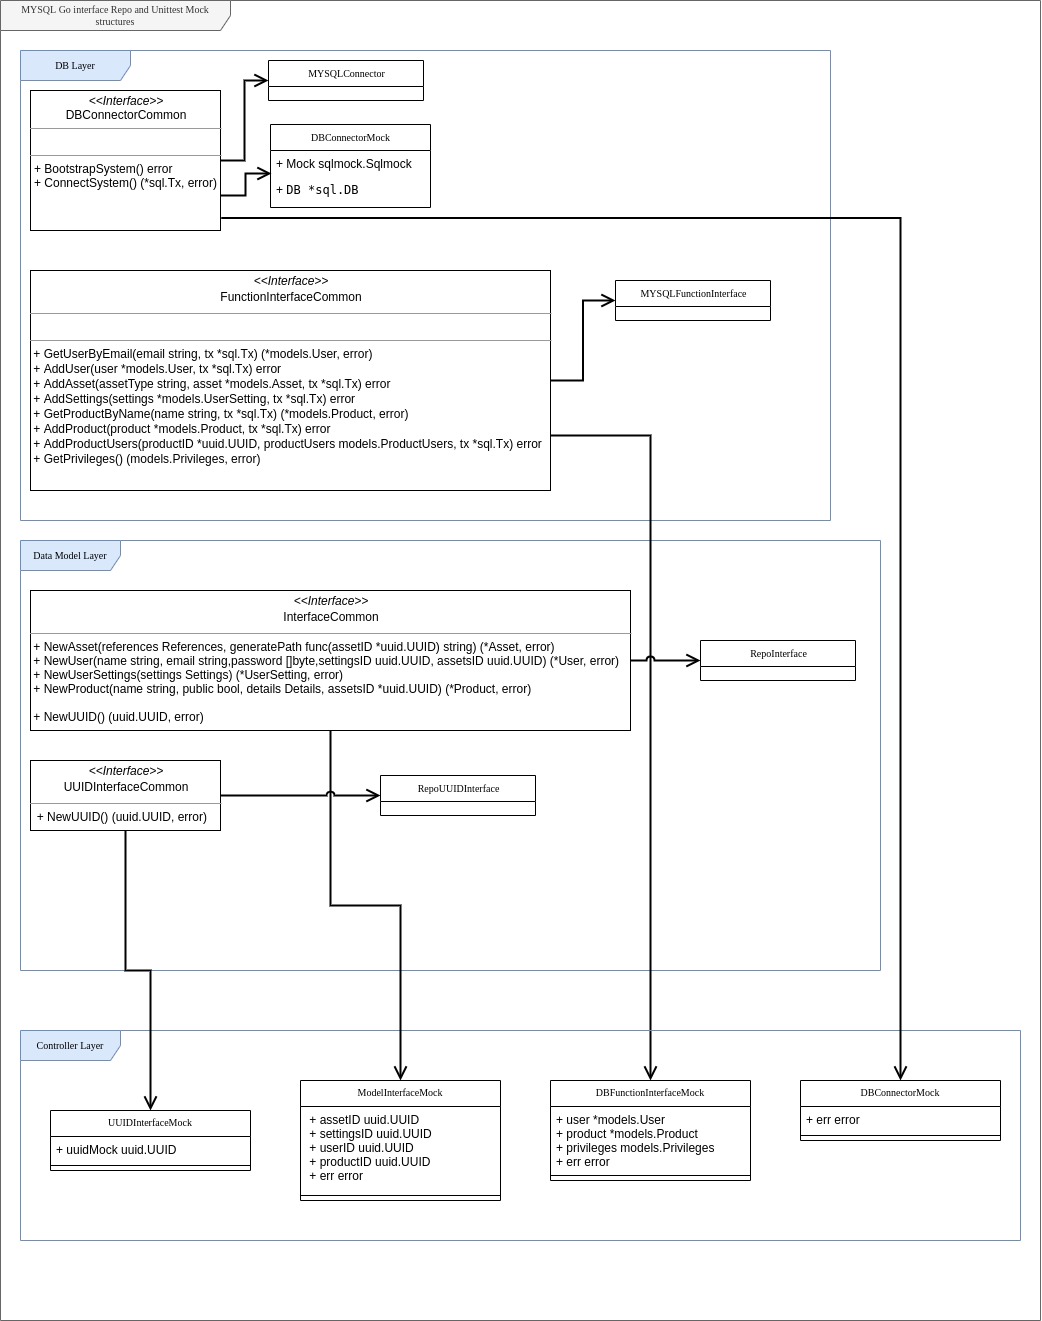 MYSQL Go interface Repo and Unittest Mock
structures
DB Layer
<<Interface>>
DBConnectorCommon
+ BootstrapSystem() error
+ ConnectSystem() (*sql.Tx, error)
MYSQLConnector
DBConnectorMock
+ Mock sqlmock.Sqlmock
+ DB *sql.DB
<<Interface>>
FunctionInterfaceCommon
+ GetUserByEmail(email string, tx *sql.Tx) (*models.User, error)
+ AddUser(user *models.User, tx *sql.Tx) error
+ AddAsset(assetType string, asset *models.Asset, tx *sql.Tx) error
+ AddSettings(settings *models.UserSetting, tx *sql.Tx) error
+ GetProductByName(name string, tx *sql.Tx) (*models.Product, error)
+ AddProduct(product *models.Product, tx *sql.Tx) error
+ AddProductUsers(productID *uuid.UUID, productUsers models.ProductUsers, tx *sql.Tx) error
+ GetPrivileges() (models.Privileges, error)
MYSQLFunctionInterface
Data Model Layer
<<Interface>>
InterfaceCommon
+ NewAsset(references References, generatePath func(assetID *uuid.UUID) string) (*Asset, error)
+ NewUser(name string, email string,password []byte,settingsID uuid.UUID, assetsID uuid.UUID) (*User, error)
+ NewUserSettings(settings Settings) (*UserSetting, error)
+ NewProduct(name string, public bool, details Details, assetsID *uuid.UUID) (*Product, error)
+ NewUUID() (uuid.UUID, error)
RepoInterface
<<Interface>>
UUIDInterfaceCommon
+ NewUUID() (uuid.UUID, error)
RepoUUIDInterface
Controller Layer
UUIDInterfaceMock
+ uuidMock uuid.UUID
ModelInterfaceMock
+ assetID uuid.UUID
+ settingsID uuid.UUID
+ userID uuid.UUID
+ productID uuid.UUID
+ err error
DBFunctionInterfaceMock
+ user *models.User
+ product *models.Product
+ privileges models.Privileges
+ err error
DBConnectorMock
+ err error